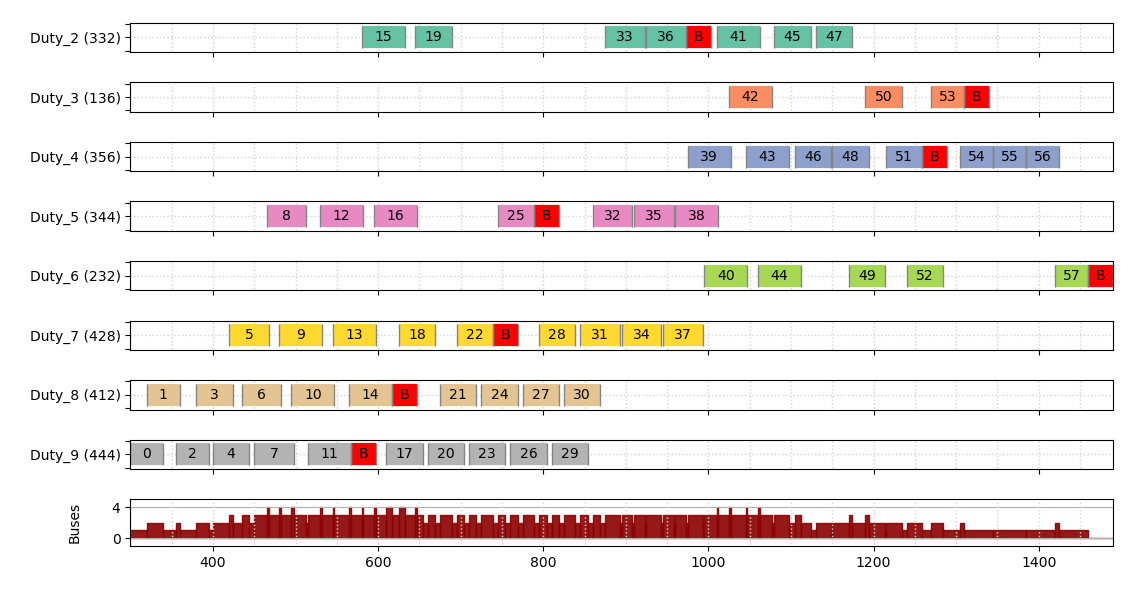 Duty_2 (332) 15 19 33 36 B 41 45 47
Duty_3 (136) 42 50 53 B
Duty_4 (356) 39 43 46 48 51 B 54 55 56
Duty_5 (344) 8 12 16 25 B 32 35 38
Duty_6 (232) 40 44 49 52 57 B
Duty_7 (428) 5 9 13 18 22 B 28 31 34 37
Duty_8 (412) 1 3 6 10 14 B 21 24 27 30
Duty_9 (444) 0 2 4 7 11 B 17 20 23 26 29
Buses
4
0
400 600 800 1000 1200 1400